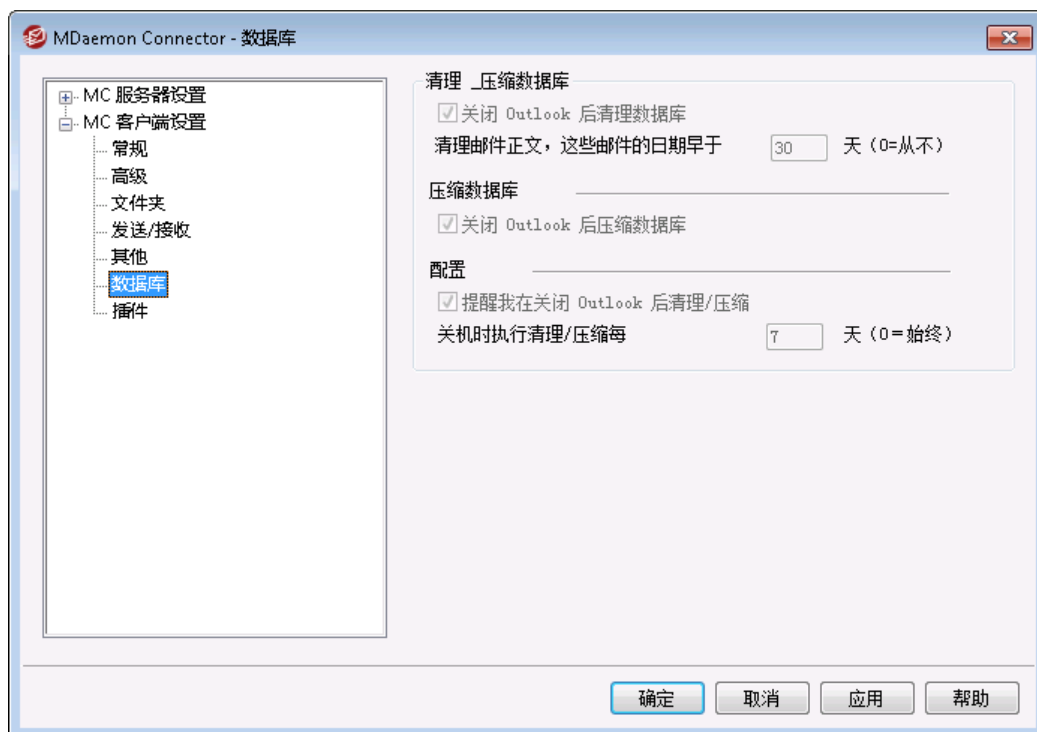 MDaemon Connector - 数据库
MC 服务器设置
MC 客户端设置
常规
高级
文件夹
发送/接收
其他
数据库
插件
清理 _压缩数据库
关闭 Outlook 后清理数据库
清理邮件正文，这些邮件的日期早于 30 天（0=从不）
压缩数据库
关闭 Outlook 后压缩数据库
配置
提醒我在关闭 Outlook 后清理/压缩
关机时执行清理/压缩每 7 天（0=始终）
确定 取消 应用 帮助